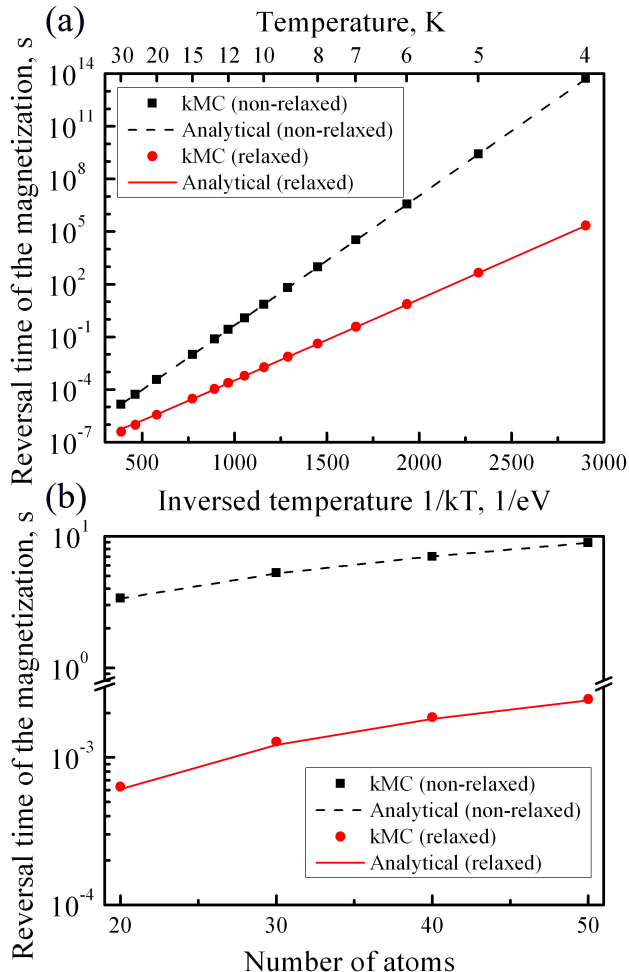 (a)
Temperature, K
30 20 15 12 10 8 7 6 5 4
Reversal time of the magnetization, s
10^14
10^11
10^8
10^5
10^2
10^-1
10^-4
10^-7
kMC (non-relaxed)
Analytical (non-relaxed)
kMC (relaxed)
Analytical (relaxed)
500 1000 1500 2000 2500 3000
Inversed temperature 1/kT, 1/eV
(b)
Reversal time of the magnetization, s
10^1
10^0
10^-3
10^-4
kMC (non-relaxed)
Analytical (non-relaxed)
kMC (relaxed)
Analytical (relaxed)
20 30 40 50
Number of atoms